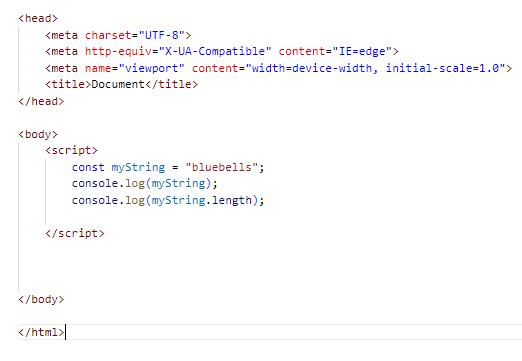 <head>
<meta charset="UTF-8">
<meta http-equiv="X-UA-Compatible" content="IE=edge">
<meta name="viewport" content="width=device-width, initial-scale=1.0">
<title>Document</title>
</head>
<body>
<script>
const myString = "bluebells";
console.log(myString);
console.log(myString.length);
</script>
</body>
</html>